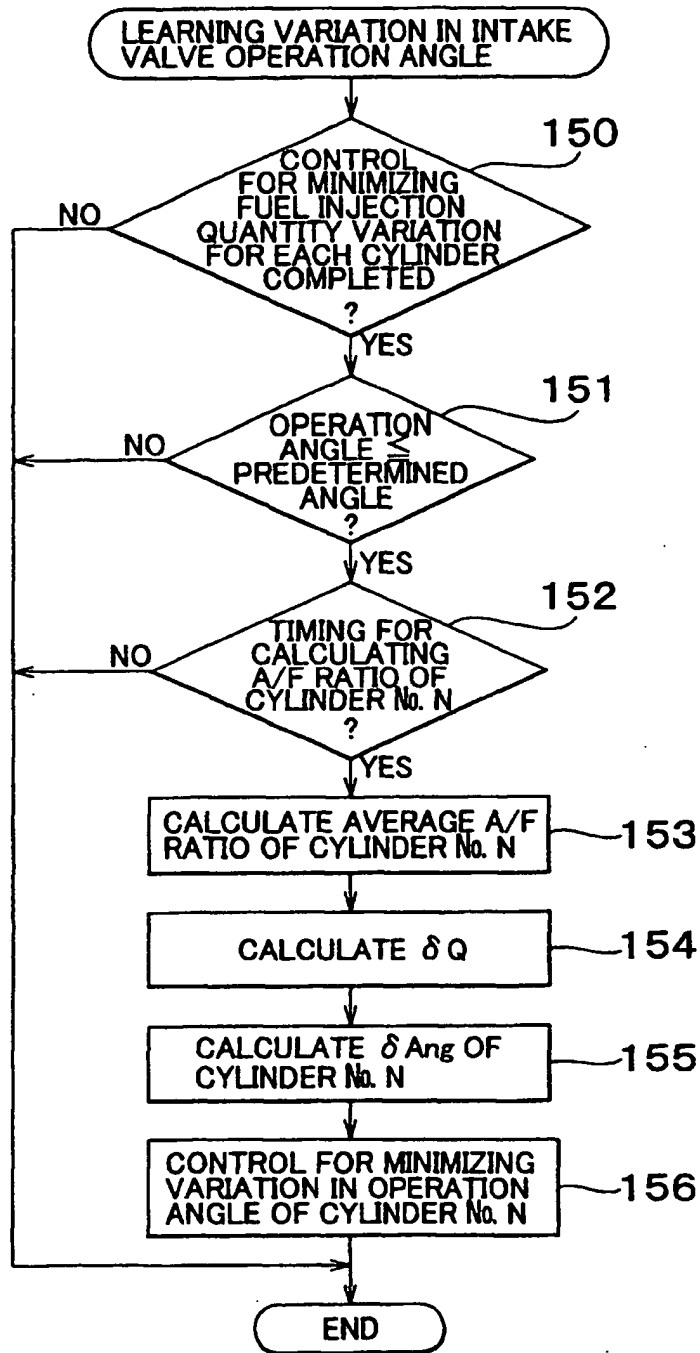 LEARNING VARIATION IN INTAKE
VALVE OPERATION ANGLE
150
CONTROL
FOR MINIMIZING
FUEL INJECTION
QUANTITY VARIATION
FOR EACH CYLINDER
COMPLETED
?
NO
YES
151
OPERATION
ANGLE ≦
PREDETERMINED
ANGLE
?
NO
YES
152
TIMING FOR
CALCULATING
A/F RATIO OF
CYLINDER No. N
?
NO
YES
CALCULATE AVERAGE A/F
RATIO OF CYLINDER No. N
153
CALCULATE δ Q
154
CALCULATE δ Ang OF
CYLINDER No. N
155
CONTROL FOR MINIMIZING
VARIATION IN OPERATION
ANGLE OF CYLINDER No. N
156
END